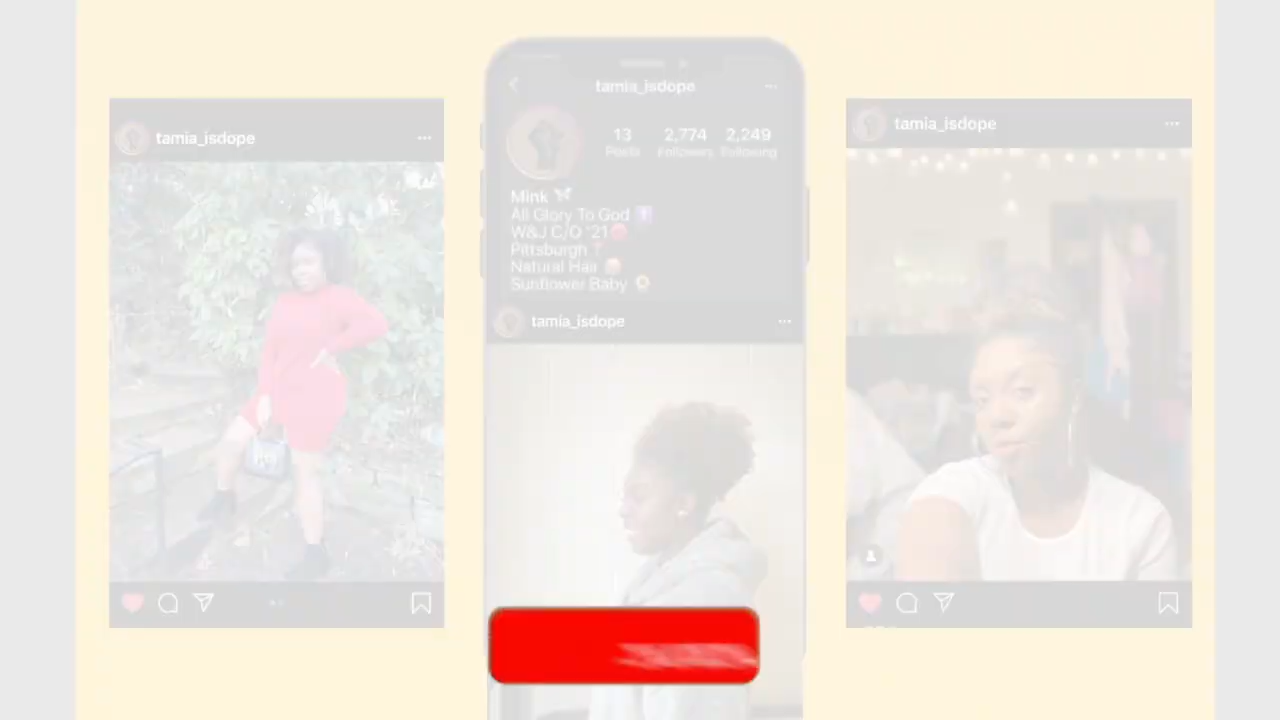 tamia_isdope
tamia_isdope
13 2,774 2,249
Posts Followers Following
Mink
All Glory To God
W&J C/O '21
Pittsburgh
Natural Hair
Sunflower Baby
tamia_isdope
tamia_isdope